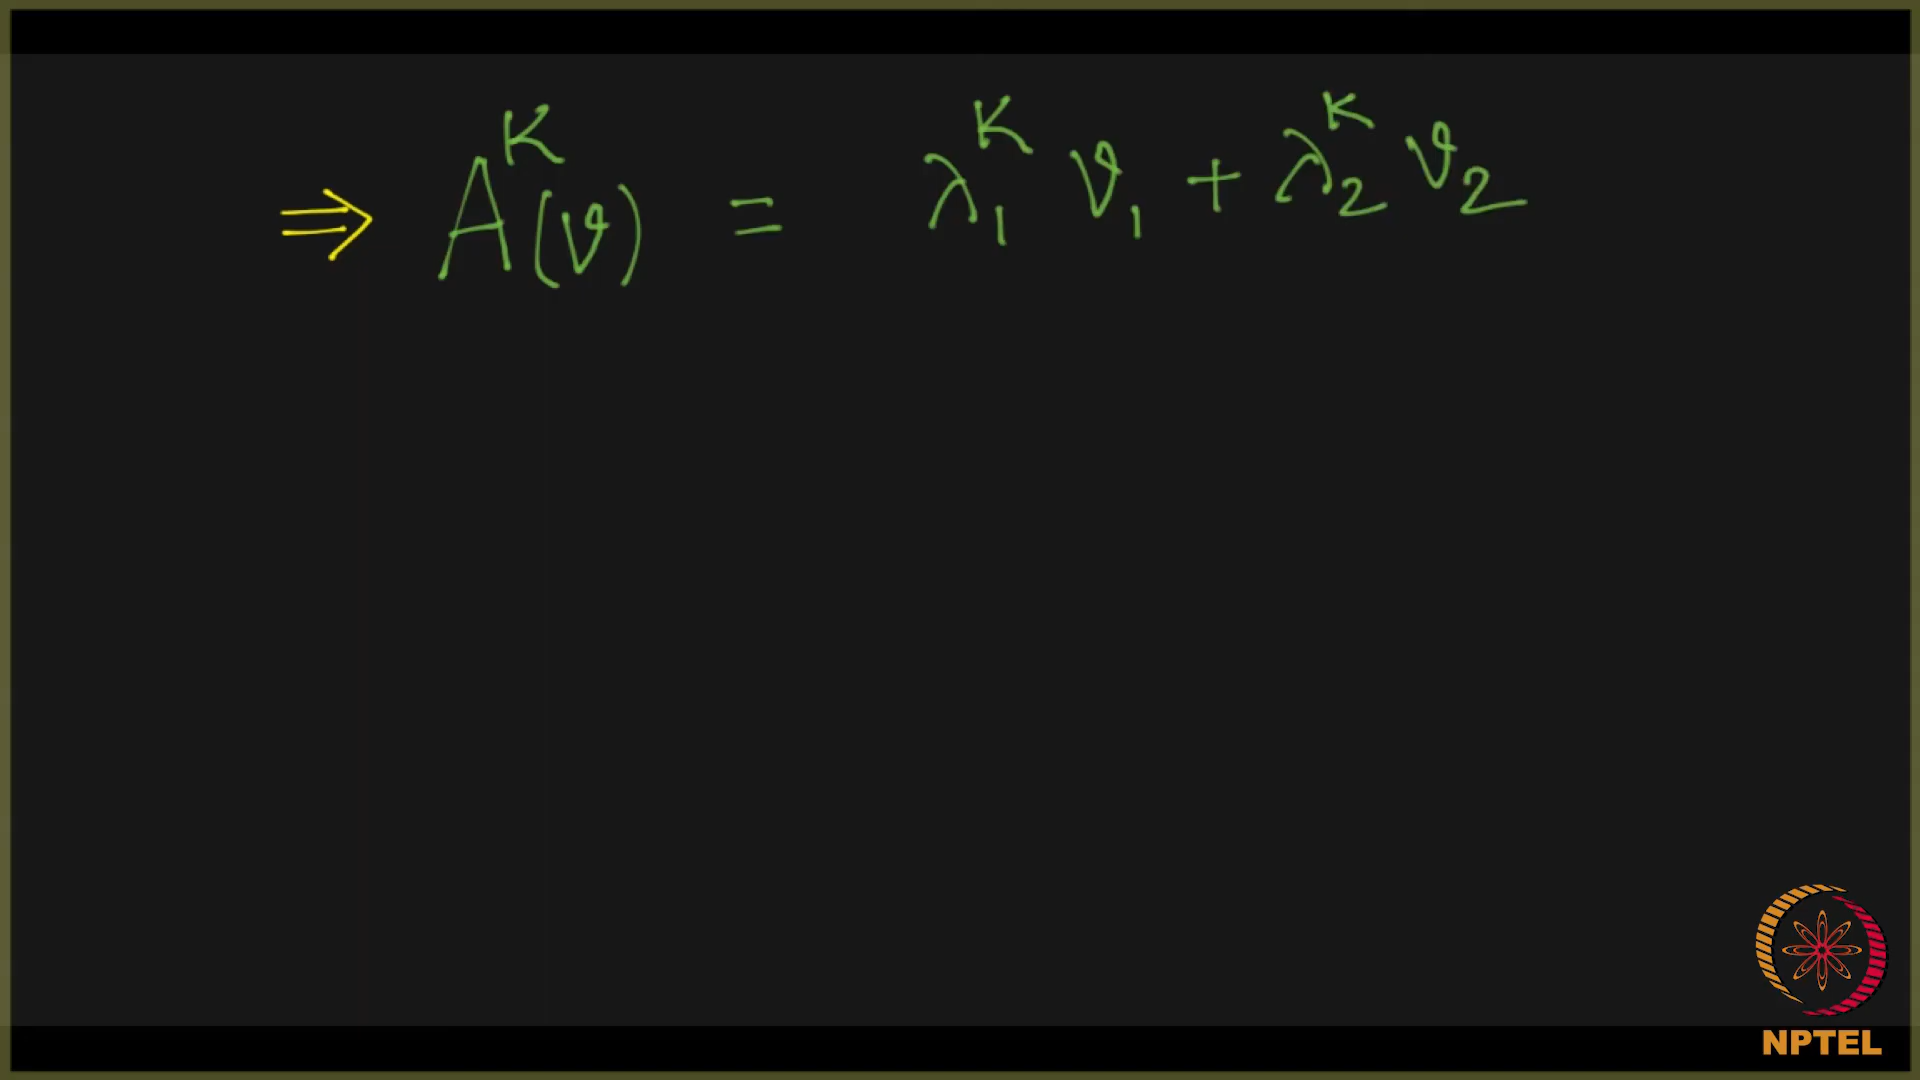 ⇒ A^K(v) = λ₁^K v₁ + λ₂^K v₂
NPTEL